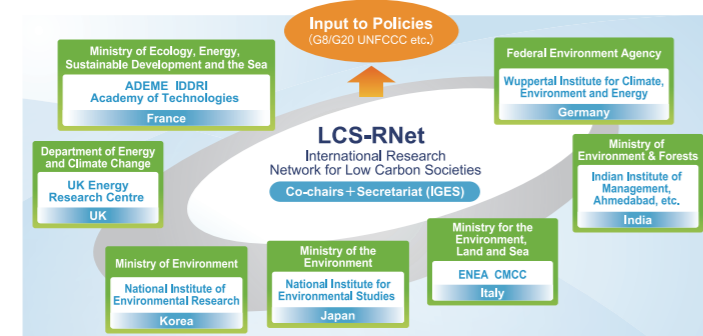 Input to Policies
(G8/G20 UNFCCC etc.)
Ministry of Ecology, Energy,
Sustainable Development and the Sea
ADEME IDDRI
Academy of Technologies
France
Federal Environment Agency
Wuppertal Institute for Climate,
Environment and Energy
Germany
LCS-RNet
International Research
Network for Low Carbon Societies
Co-chairs+Secretariat (IGES)
Department of Energy
and Climate Change
UK Energy
Research Centre
UK
Ministry of
Environment & Forests
Indian Institute of
Management,
Ahmedabad, etc.
India
Ministry of Environment
National Institute of
Environmental Research
Korea
Ministry of the
Environment
National Institute for
Environmental Studies
Japan
Ministry for the
Environment,
Land and Sea
ENEA CMCC
Italy